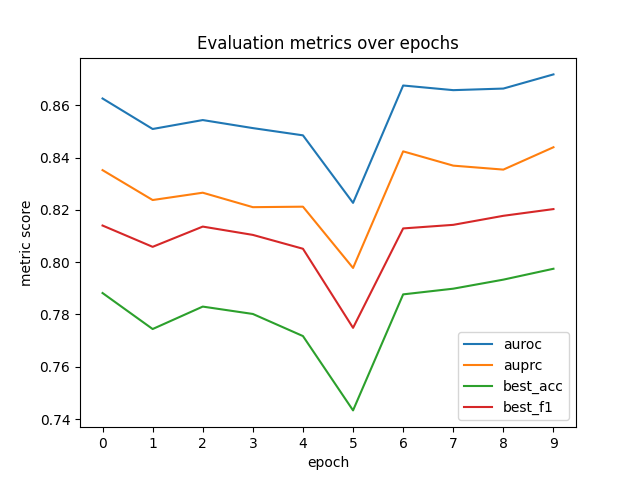 Evaluation metrics over epochs
metric score
0.86
0.84
0.82
0.80
0.78
0.76
0.74
auroc
auprc
best_acc
best_f1
0 1 2 3 4 5 6 7 8 9
epoch